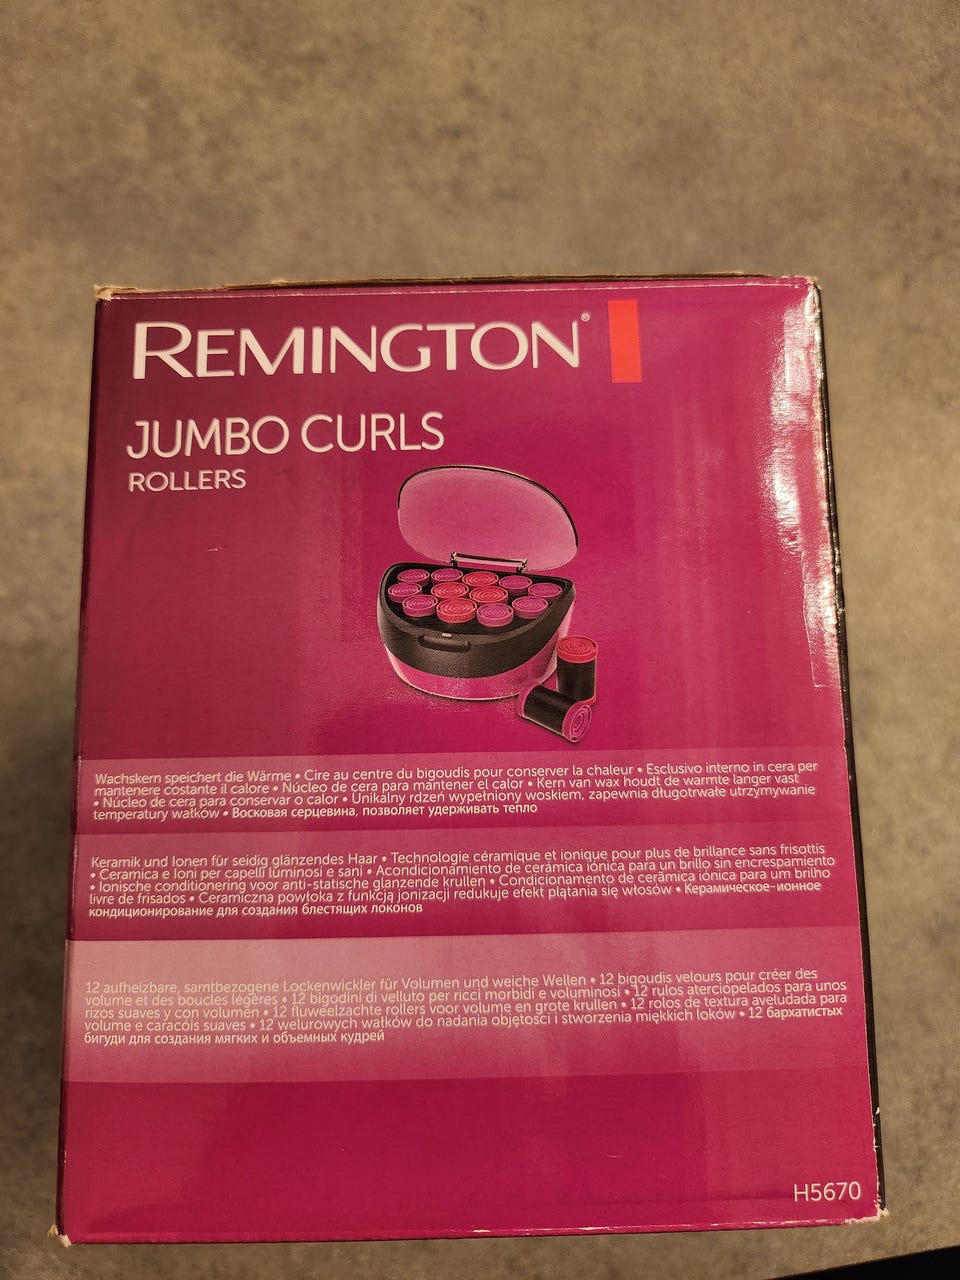 REMINGTON®
JUMBO CURLS
ROLLERS
Wachskern speichert die Wärme • Cire au centre du bigoudis pour conserver la chaleur • Esclusivo interno in cera per
mantenere costante il calore • Núcleo de cera para mantener el calor • Kern van wax houdt de warmte langer vast
• Núcleo de cera para conservar o calor • Unikalny rdzeń wypełniony woskiem, zapewnia długotrwałe utrzymywanie
temperatury wałków • Восковая серцевина, позволяет удерживать тепло
Keramik und Ionen für seidig glänzendes Haar • Technologie céramique et ionique pour plus de brillance sans frisottis
• Ceramica e Ioni per capelli luminosi e sani • Acondicionamiento de cerámica iónica para un brillo sin encrespamiento
• Ionische conditionering voor anti-statische glanzende krullen • Condicionamento de cerâmica iónica para um brilho
livre de frisados • Ceramiczna powłoka z funkcją jonizacji redukuje efekt plątania się włosów • Керамическое-ионное
кондиционирование для создания блестящих локонов
12 aufheizbare, samtbezogene Lockenwickler für Volumen und weiche Wellen • 12 bigoudis velours pour créer des
volume et des boucles légères • 12 bigodini di velluto per ricci morbidi e voluminosi • 12 rulos aterciopelados para unos
rizos suaves y con volumen • 12 fluweelzachte rollers voor volume en grote krullen • 12 rolos de textura aveludada para
volume e caracóis suaves • 12 welurowych wałków do nadania objętości i stworzenia miękkich loków • 12 бархатистых
бигуди для создания мягких и объемных кудрей
H5670